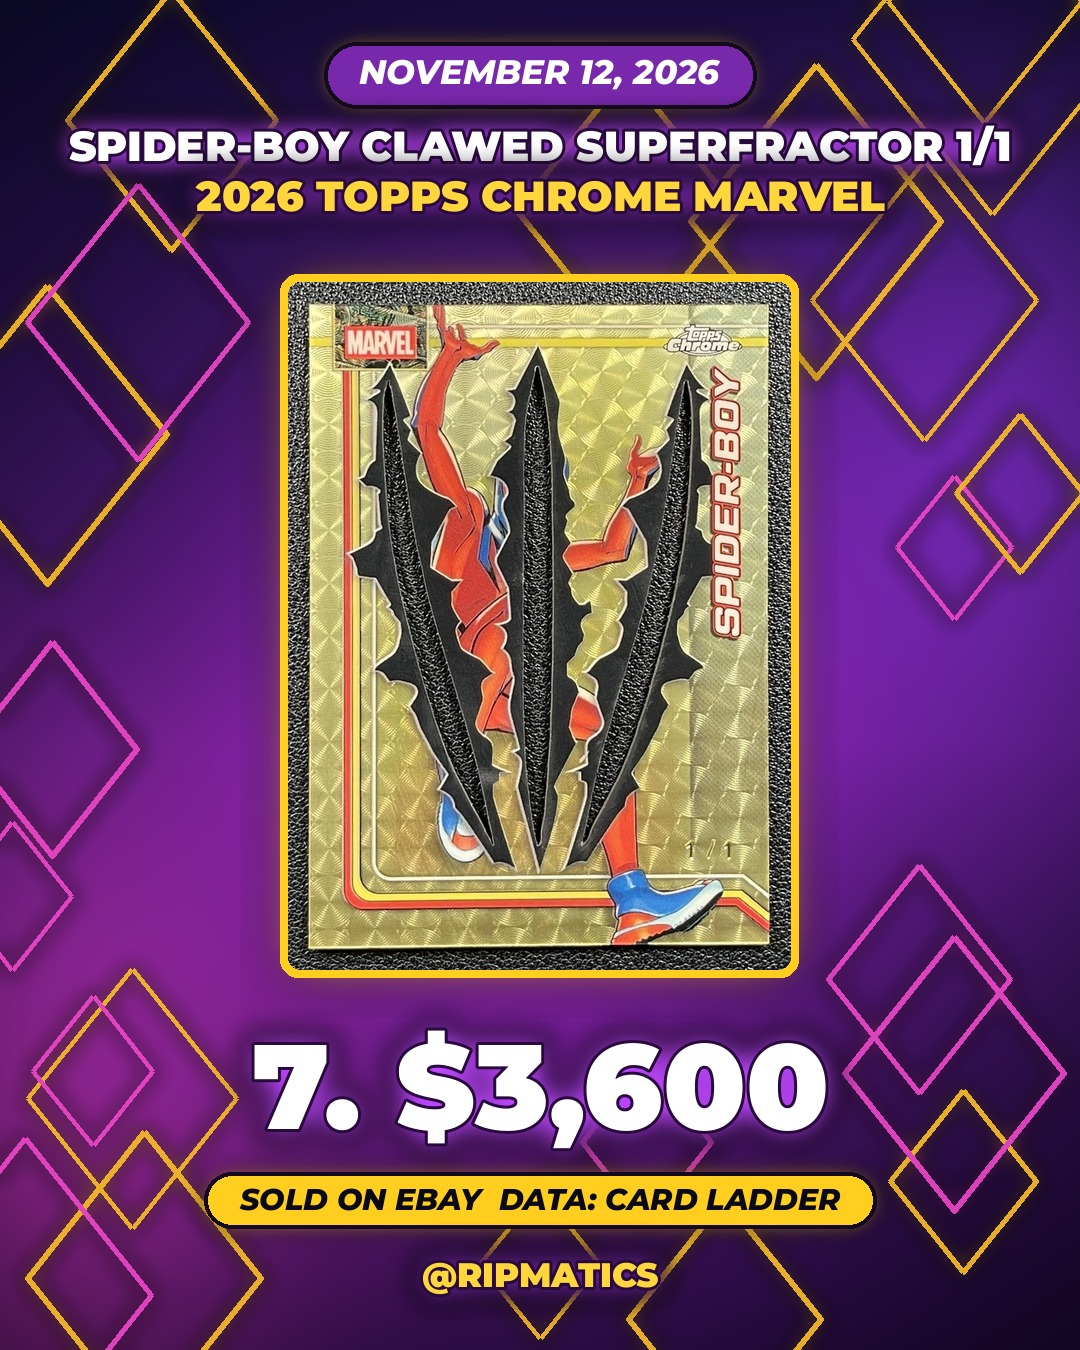 NOVEMBER 12, 2026
SPIDER-BOY CLAWED SUPERFRACTOR 1/1
2026 TOPPS CHROME MARVEL
MARVEL
Topps
Chrome
SPIDER-BOY
1/1
7. $3,600
SOLD ON EBAY DATA: CARD LADDER
@RIPMATICS